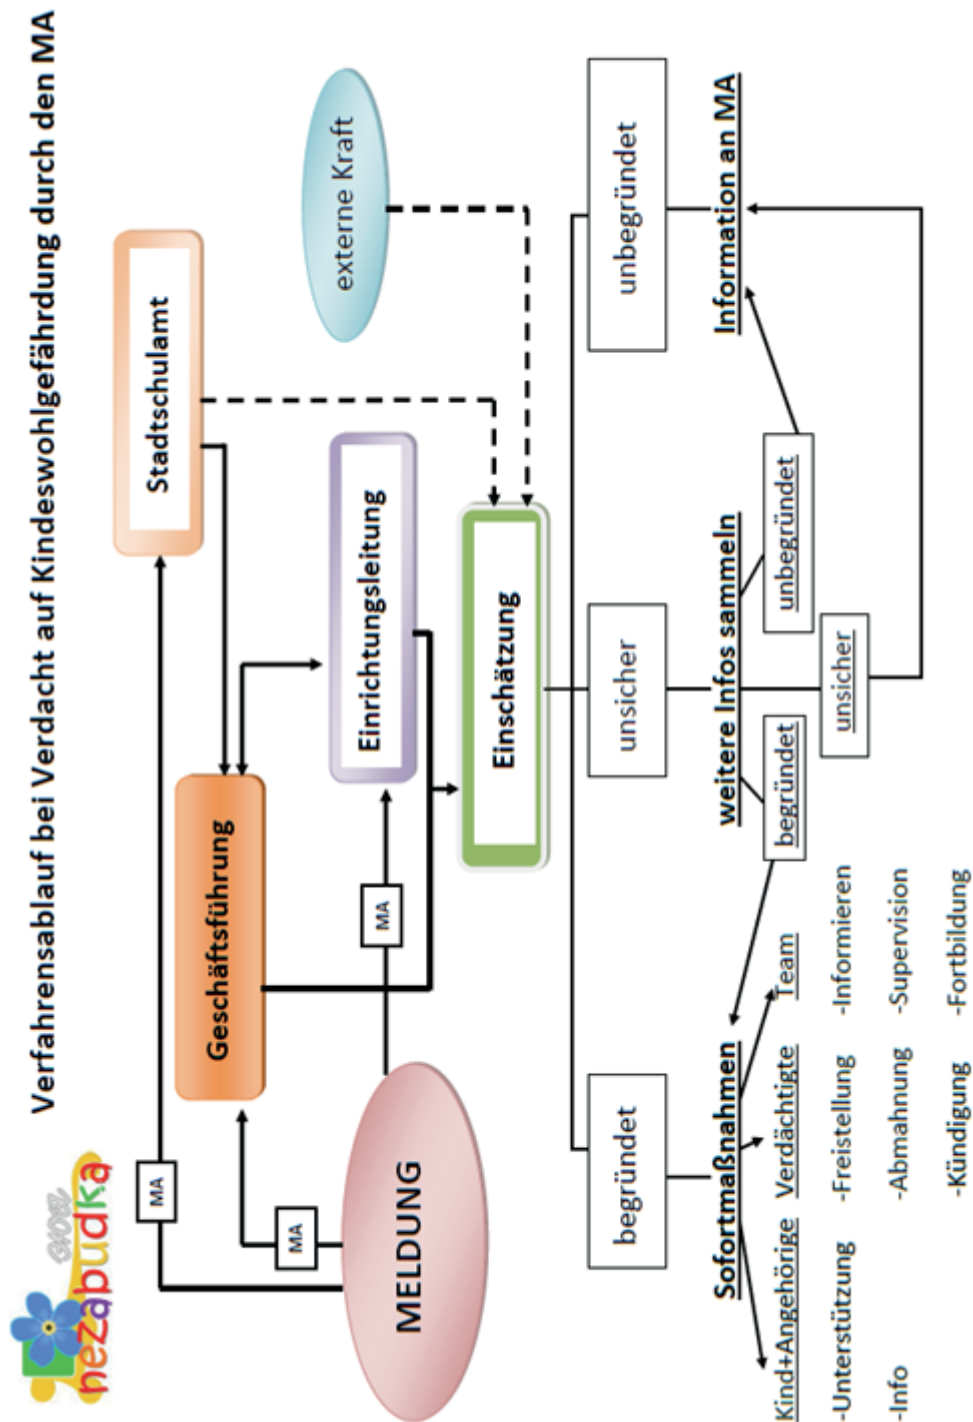 Verfahrensablauf bei Verdacht auf Kindeswohlgefährdung durch den MA
nezabudka
MA
Stadtschulamt
MA
Geschäftsführung
externe Kraft
MELDUNG
MA
Einrichtungsleitung
Einschätzung
begründet
unsicher
unbegründet
Sofortmaßnahmen
weitere Infos sammeln
Information an MA
begründet
unbegründet
unsicher
Kind+Angehörige
Verdächtigte
Team
-Unterstützung
-Freistellung
-Informieren
-Info
-Abmahnung
-Supervision
-Kündigung
-Fortbildung